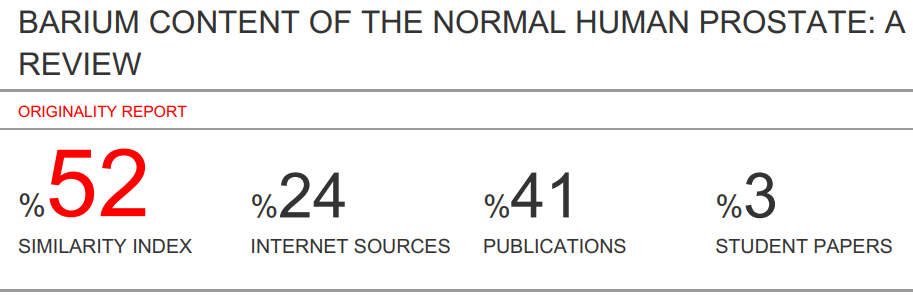 BARIUM CONTENT OF THE NORMAL HUMAN PROSTATE: A
REVIEW
ORIGINALITY REPORT
%52
SIMILARITY INDEX
%24
INTERNET SOURCES
%41
PUBLICATIONS
%3
STUDENT PAPERS